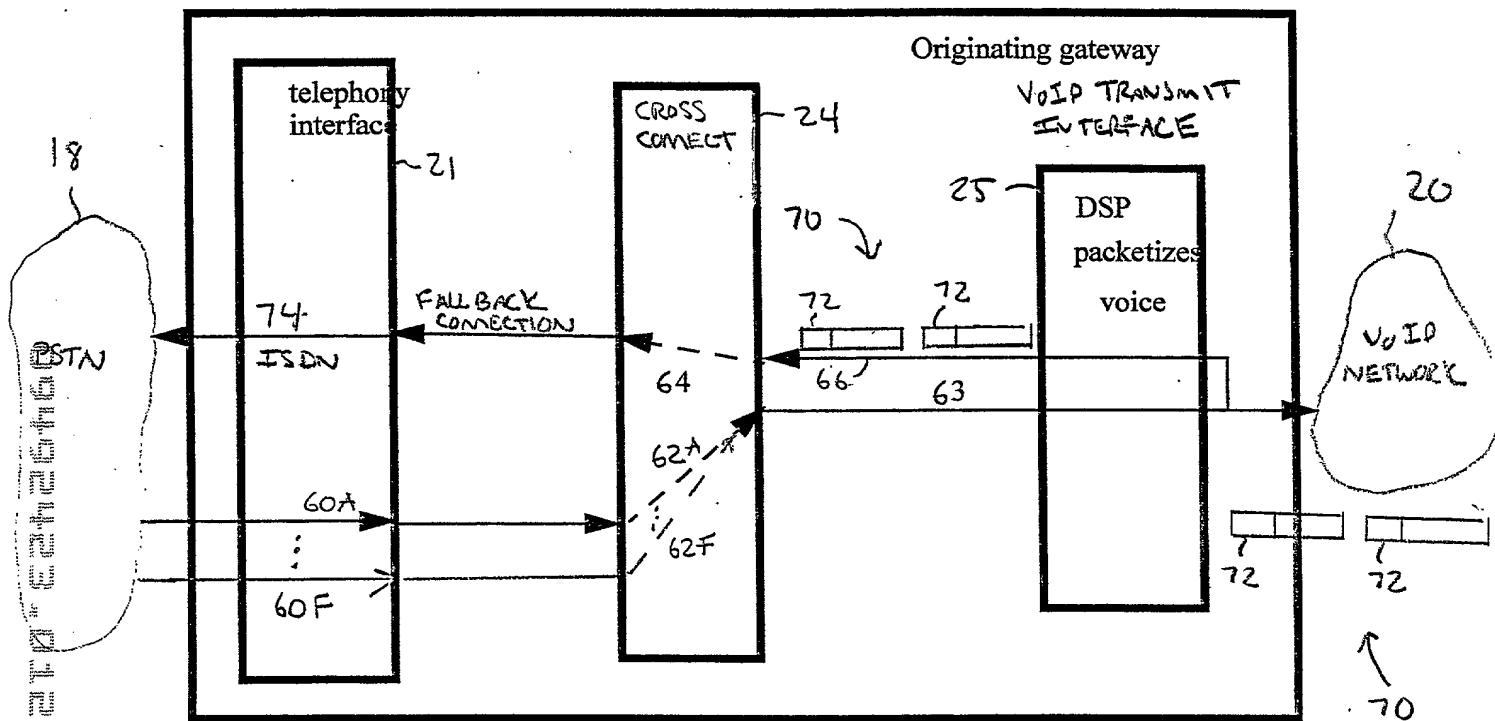 Originating gateway
telephony
interface
CROSS
CONNECT
24
VOIP TRANSMIT
INTERFACE
18
21
25
DSP
packetizes
voice
20
70
72
72
FALLBACK
CONNECTION
74
ISDN
PSTN
64
66
63
VOIP
NETWORK
62A
62F
60A
60F
72
72
70